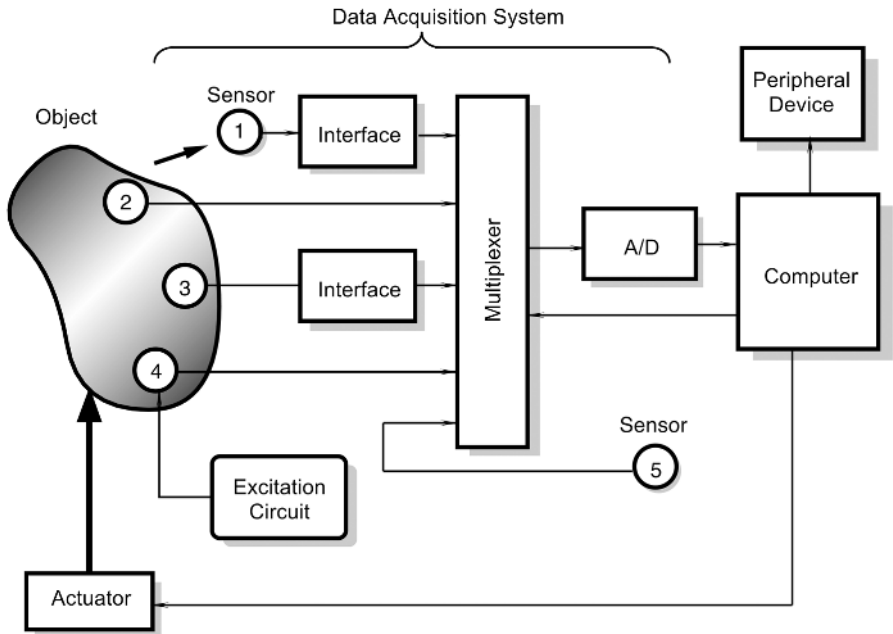 Data Acquisition System
Object
Sensor
1
Interface
2
3
Interface
4
Multiplexer
A/D
Computer
Peripheral
Device
Sensor
5
Excitation
Circuit
Actuator